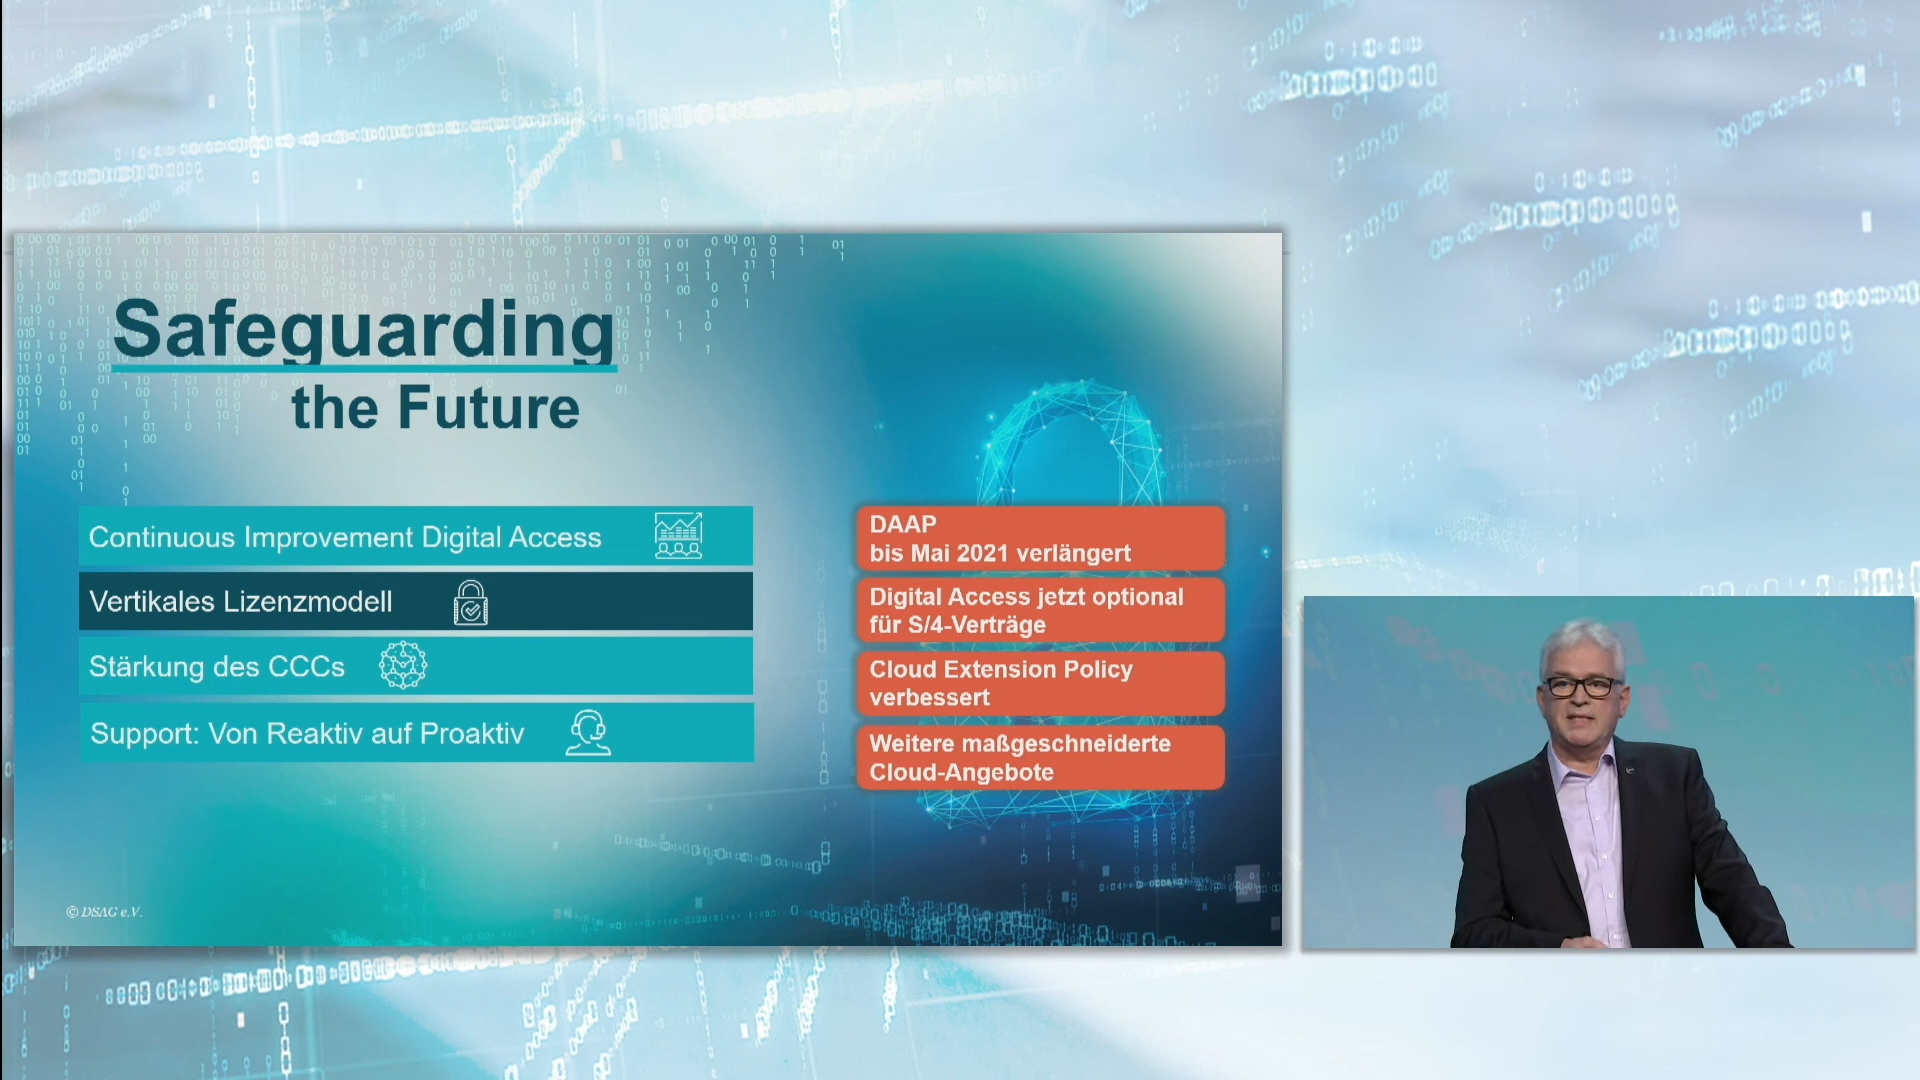 Safeguarding
the Future
Continuous Improvement Digital Access
Vertikales Lizenzmodell
Stärkung des CCCs
Support: Von Reaktiv auf Proaktiv
DAAP
bis Mai 2021 verlängert
Digital Access jetzt optional
für S/4-Verträge
Cloud Extension Policy
verbessert
Weitere maßgeschneiderte
Cloud-Angebote
© DSAG e.V.